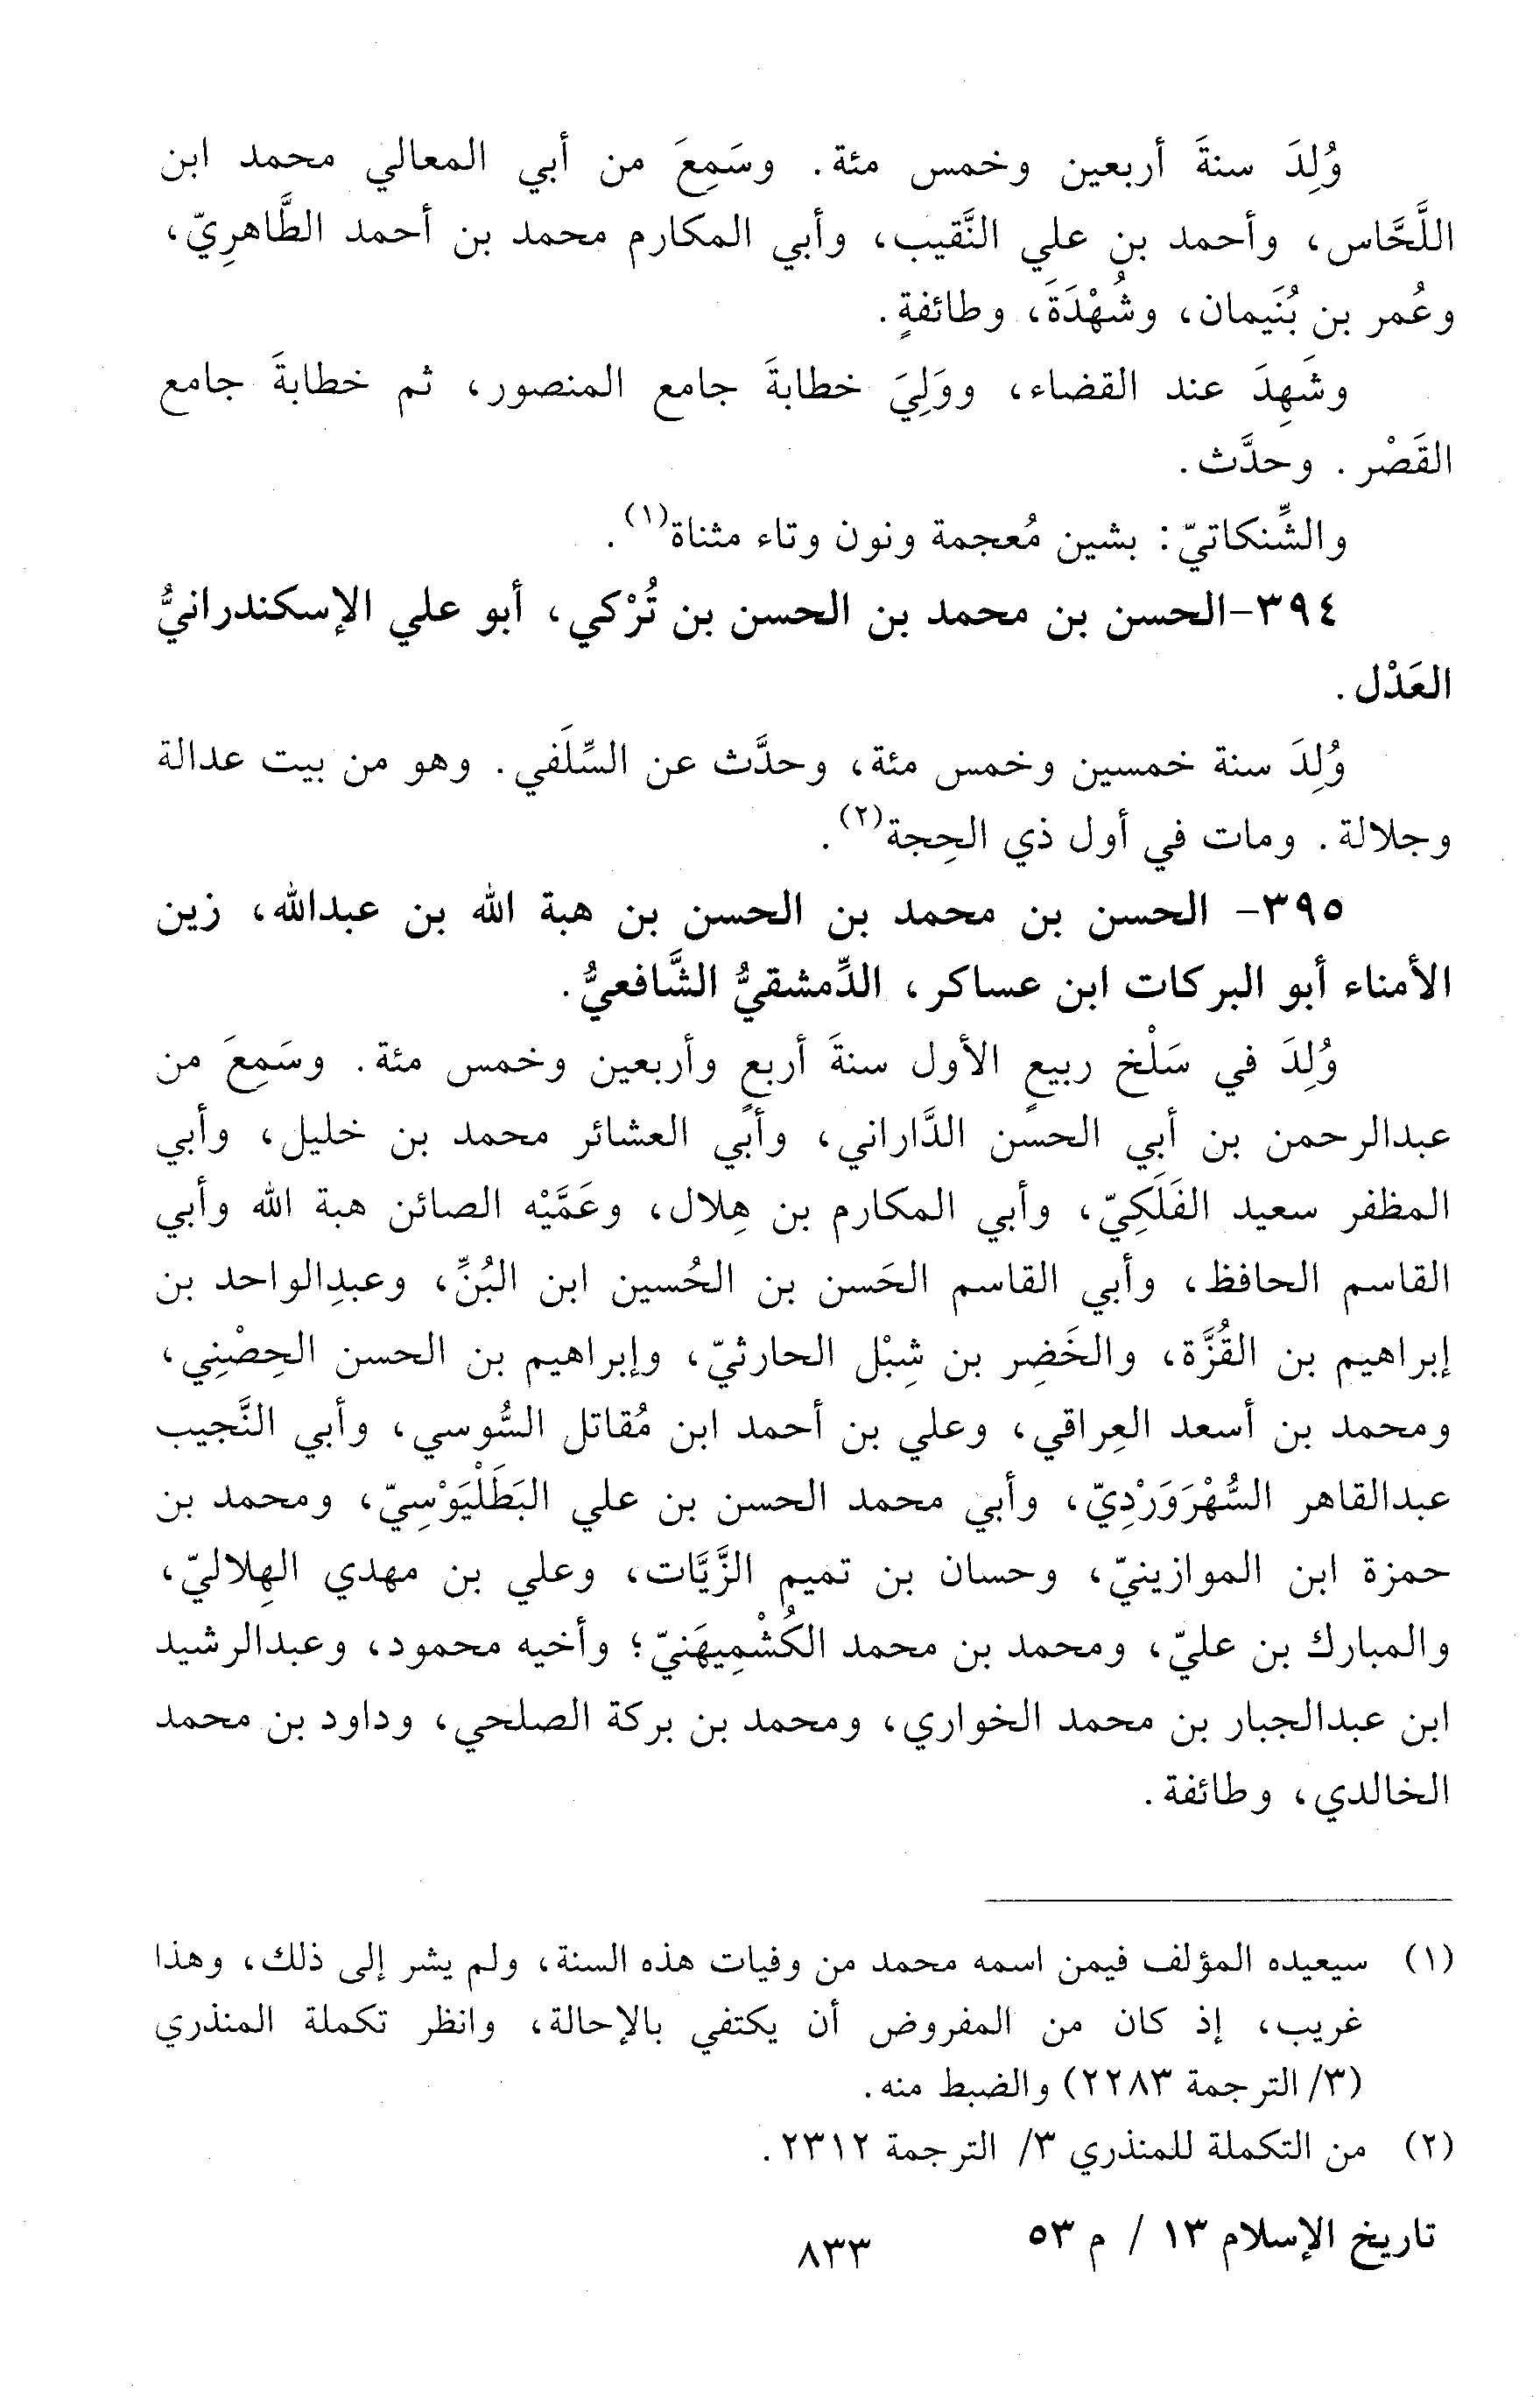 وُلِدَ سنةَ أربعين وخمس مئة. وسَمِعَ من أبي المعالي محمد ابن
اللَّحَّاس، وأحمد بن علي النَّقيب، وأبي المكارم محمد بن أحمد الطَّاهرِيّ،
وعُمر بن بُنَيمان، وشُهْدَةَ، وطائفةٍ.
وشَهِدَ عند القضاء، ووَلِيَ خطابةَ جامع المنصور، ثم خطابةَ جامع
القَصْر. وحدَّث.
والشِّنكاتيّ: بشين مُعجمة ونون وتاء مثناة(١).
٣٩٤-الحسن بن محمد بن الحسن بن تُرْكي، أبو علي الإسكندرانيُّ
العَدْل.
وُلِدَ سنة خمسين وخمس مئة، وحدَّث عن السِّلَفي. وهو من بيت عدالة
وجلالة. ومات في أول ذي الحِجة(٢).
٣٩٥- الحسن بن محمد بن الحسن بن هبة الله بن عبدالله، زين
الأمناء أبو البركات ابن عساكر، الدِّمشقيُّ الشَّافعيُّ.
وُلِدَ في سَلْخ ربيعٍ الأول سنةَ أربعٍ وأربعين وخمس مئة. وسَمِعَ من
عبدالرحمن بن أبي الحسن الدَّاراني، وأبي العشائر محمد بن خليل، وأبي
المظفر سعيد الفَلَكِيّ، وأبي المكارم بن هِلال، وعَمَّيْه الصائن هبة الله وأبي
القاسم الحافظ، وأبي القاسم الحَسن بن الحُسين ابن البُنِّ، وعبدِالواحد بن
إبراهيم بن القُزَّة، والخَضِر بن شِبْل الحارثيّ، وإبراهيم بن الحسن الحِصْنِي،
ومحمد بن أسعد العِراقي، وعلي بن أحمد ابن مُقاتل السُّوسي، وأبي النَّجيب
عبدالقاهر السُّهْرَوَرْدِيّ، وأبي محمد الحسن بن علي البَطَلْيَوْسِيّ، ومحمد بن
حمزة ابن الموازينيّ، وحسان بن تميم الزَّيَّات، وعلي بن مهدي الهِلاليّ،
والمبارك بن عليّ، ومحمد بن محمد الكُشْمِيهَنيّ؛ وأخيه محمود، وعبدالرشيد
ابن عبدالجبار بن محمد الخواري، ومحمد بن بركة الصلحي، وداود بن محمد
الخالدي، وطائفة.
(١) سيعيده المؤلف فيمن اسمه محمد من وفيات هذه السنة، ولم يشر إلى ذلك، وهذا
غريب، إذ كان من المفروض أن يكتفي بالإحالة، وانظر تكملة المنذري
(٣/ الترجمة ٢٢٨٣) والضبط منه.
(٢) من التكملة للمنذري ٣/ الترجمة ٢٣١٢.
تاريخ الإسلام ١٣ / م ٥٣
٨٣٣